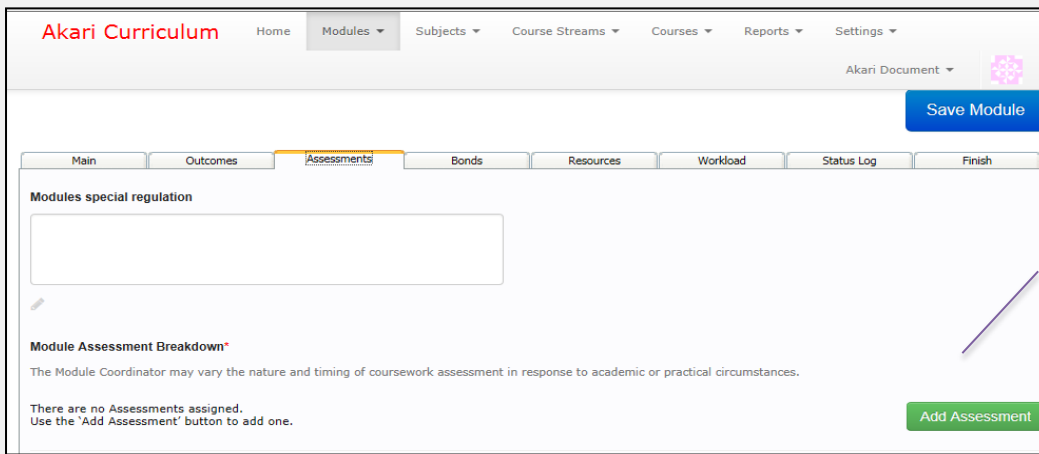 Akari Curriculum Home Modules Subjects Course Streams Courses Reports Settings
Akari Document
Save Module
Main Outcomes Assessments Bonds Resources Workload Status Log Finish
Modules special regulation
Module Assessment Breakdown*
The Module Coordinator may vary the nature and timing of coursework assessment in response to academic or practical circumstances.
There are no Assessments assigned.
Use the `Add Assessment' button to add one.
Add Assessment